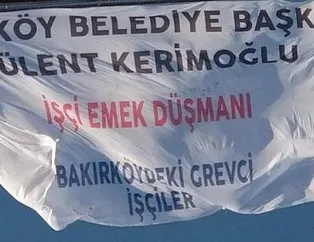 KÖY BELEDİYE BAŞK
ÜLENT KERİMOĞLU
İŞÇİ EMEK DÜŞMANI
BAKIRKÖYDEKİ GREVCİ
İŞÇİLER